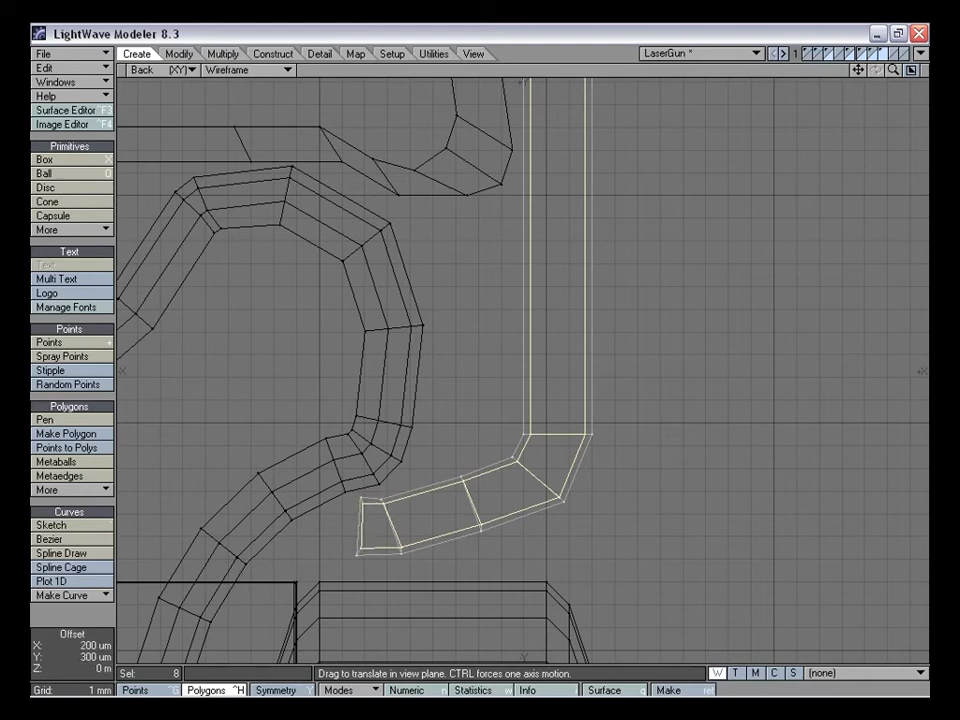 LightWave Modeler 8.3
File Create Modify Multiply Construct Detail Map Setup Utilities View LaserGun * 1
Edit Back (XY) Wireframe
Windows
Help
Surface Editor F3
Image Editor ^F4
Primitives
Box X
Ball O
Disc
Cone
Capsule
More
Text
Text
Multi Text
Logo
Manage Fonts
Points
Points +
Spray Points
Stipple
Random Points
Polygons
Pen
Make Polygon
Points to Polys
Metaballs
Metaedges
More
Curves
Sketch
Bezier
Spline Draw
Spline Cage
Plot 1D
Make Curve
Offset
X: 200 um
Y: 300 um
Z: 0 m
Sel: 8 Drag to translate in view plane. CTRL forces one axis motion. W T M C S (none)
Grid: 1 mm Points ^G Polygons ^H Symmetry Y Modes Numeric n Statistics w Info i Surface q Make ret